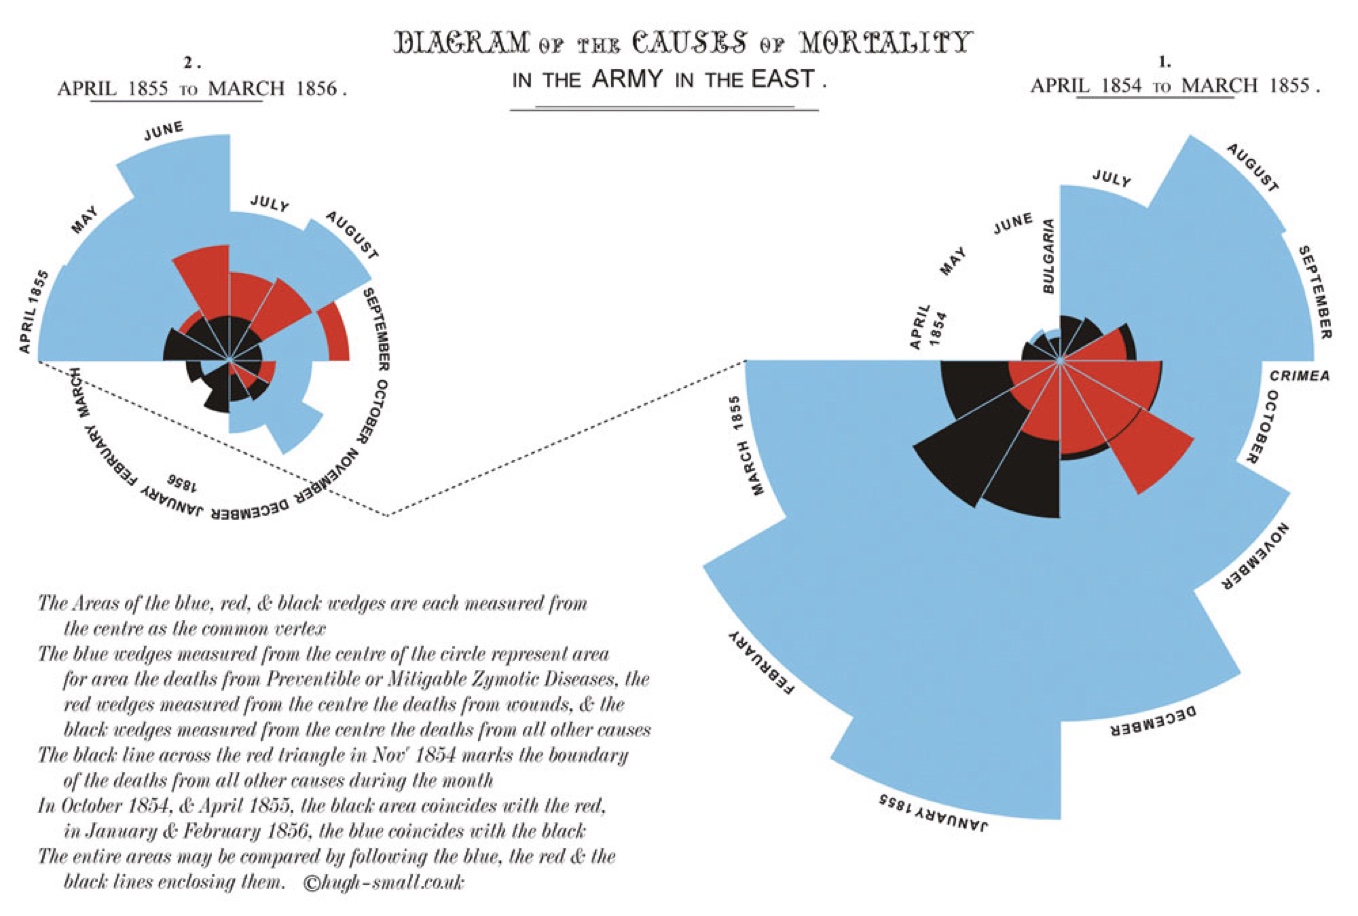 DIAGRAM OF THE CAUSES OF MORTALITY
IN THE ARMY IN THE EAST.
2.
APRIL 1855 TO MARCH 1856.
1.
APRIL 1854 TO MARCH 1855.
APRIL 1855
MAY
JUNE
JULY
AUGUST
SEPTEMBER
OCTOBER
NOVEMBER
DECEMBER
JANUARY
1856
FEBRUARY
MARCH
APRIL
1854
MAY
JUNE
BULGARIA
JULY
AUGUST
SEPTEMBER
CRIMEA
OCTOBER
NOVEMBER
DECEMBER
JANUARY 1855
FEBRUARY
MARCH 1855
The Areas of the blue, red, & black wedges are each measured from
the centre as the common vertex
The blue wedges measured from the centre of the circle represent area
for area the deaths from Preventible or Mitigable Zymotic Diseases, the
red wedges measured from the centre the deaths from wounds, & the
black wedges measured from the centre the deaths from all other causes
The black line across the red triangle in Novr 1854 marks the boundary
of the deaths from all other causes during the month
In October 1854, & April 1855, the black area coincides with the red,
in January & February 1856, the blue coincides with the black
The entire areas may be compared by following the blue, the red & the
black lines enclosing them. ©hugh-small.co.uk